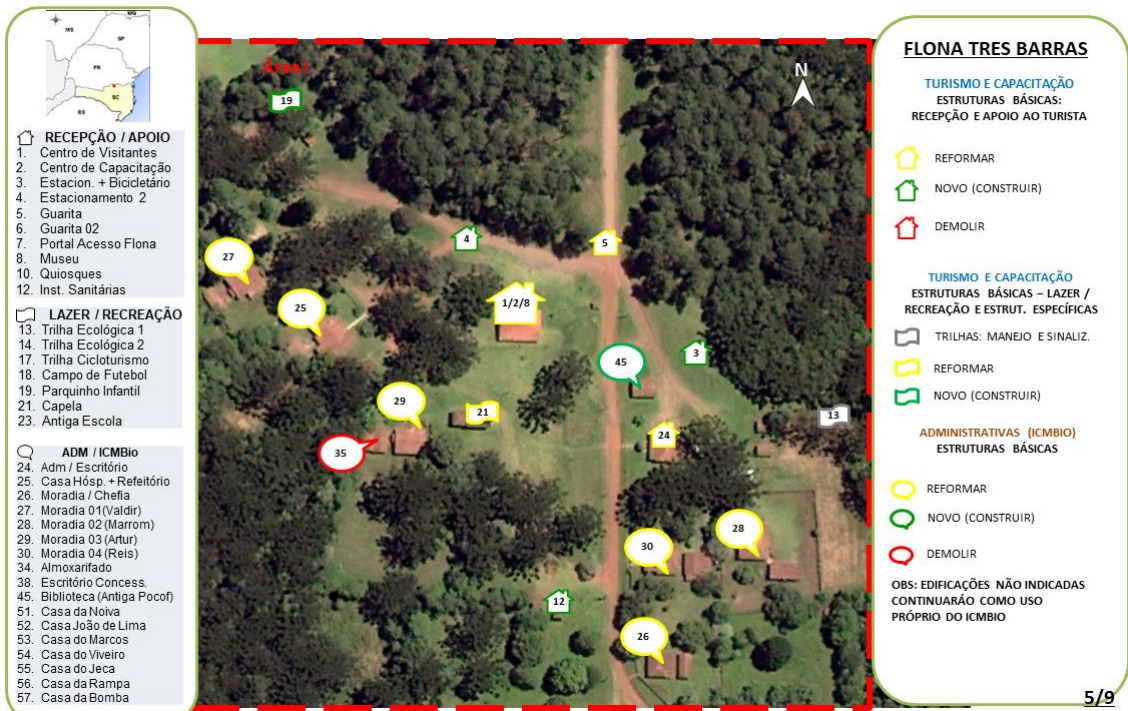 MS
MG
SP
PR
SC
RS
RECEPÇÃO / APOIO
1. Centro de Visitantes
2. Centro de Capacitação
3. Estacion. + Bicicletário
4. Estacionamento 2
5. Guarita
6. Guarita 02
7. Portal Acesso Flona
8. Museu
10. Quiosques
12. Inst. Sanitárias
LAZER / RECREAÇÃO
13. Trilha Ecológica 1
14. Trilha Ecológica 2
17. Trilha Cicloturismo
18. Campo de Futebol
19. Parquinho Infantil
21. Capela
23. Antiga Escola
ADM / ICMBio
24. Adm / Escritório
25. Casa Hósp. + Refeitório
26. Moradia / Chefia
27. Moradia 01(Valdir)
28. Moradia 02 (Marrom)
29. Moradia 03 (Artur)
30. Moradia 04 (Reis)
34. Almoxarifado
38. Escritório Concess.
45. Biblioteca (Antiga Pocof)
51. Casa da Noiva
52. Casa João de Lima
53. Casa do Marcos
54. Casa do Viveiro
55. Casa do Jeca
56. Casa da Rampa
57. Casa da Bomba
Área I
19
N
4
5
27
1/2/8
25
3
45
29
21
13
24
35
28
30
12
26
FLONA TRES BARRAS
TURISMO E CAPACITAÇÃO
ESTRUTURAS BÁSICAS:
RECEPÇÃO E APOIO AO TURISTA
REFORMAR
NOVO (CONSTRUIR)
DEMOLIR
TURISMO E CAPACITAÇÃO
ESTRUTURAS BÁSICAS – LAZER /
RECREAÇÃO E ESTRUT. ESPECÍFICAS
TRILHAS: MANEJO E SINALIZ.
REFORMAR
NOVO (CONSTRUIR)
ADMINISTRATIVAS (ICMBIO)
ESTRUTURAS BÁSICAS
REFORMAR
NOVO (CONSTRUIR)
DEMOLIR
OBS: EDIFICAÇÕES NÃO INDICADAS
CONTINUARÁO COMO USO
PRÓPRIO DO ICMBIO
5/9